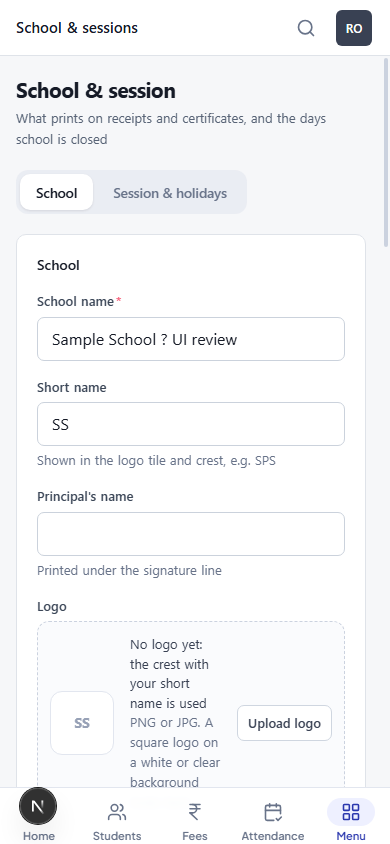 School & sessions
RO
School & session
What prints on receipts and certificates, and the days
school is closed
School
Session & holidays
School
School name*
Sample School ? UI review
Short name
SS
Shown in the logo tile and crest, e.g. SPS
Principal's name
Printed under the signature line
Logo
SS
No logo yet:
the crest with
your short
name is used
PNG or JPG. A
square logo on
a white or clear
background
Upload logo
N
Home
Students
Fees
Attendance
Menu